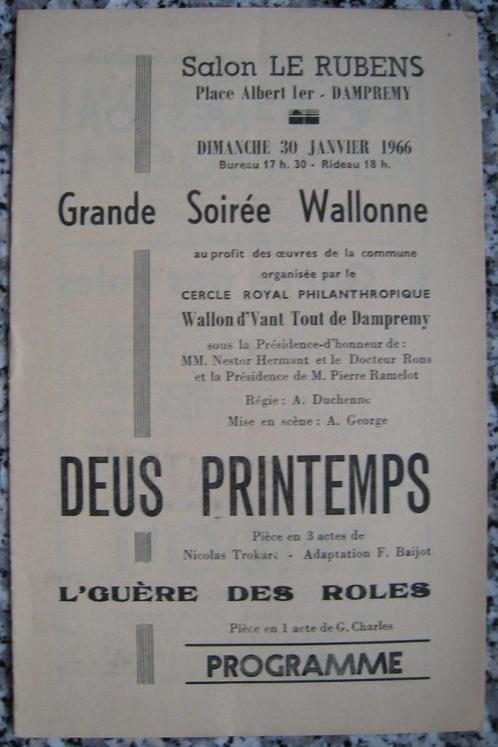 Salon LE RUBENS
Place Albert 1er - DAMPREMY
DIMANCHE 30 JANVIER 1966
Bureau 17 h. 30 - Rideau 18 h.
Grande Soirée Wallonne
au profit des œuvres de la commune
organisée par le
CERCLE ROYAL PHILANTHROPIQUE
Wallon d'Vant Tout de Dampremy
sous la Présidence-d'honneur de :
MM. Nestor Hermant et le Docteur Rons
et la Présidence de M. Pierre Ramelot
Régie : A. Duchenne
Mise en scène : A. George
DEUS PRINTEMPS
Pièce en 3 actes de
Nicolas - Adaptation F. Baijot
L'GUÈRE DES ROLES
Pièce en 1 acte de G. Charles
PROGRAMME